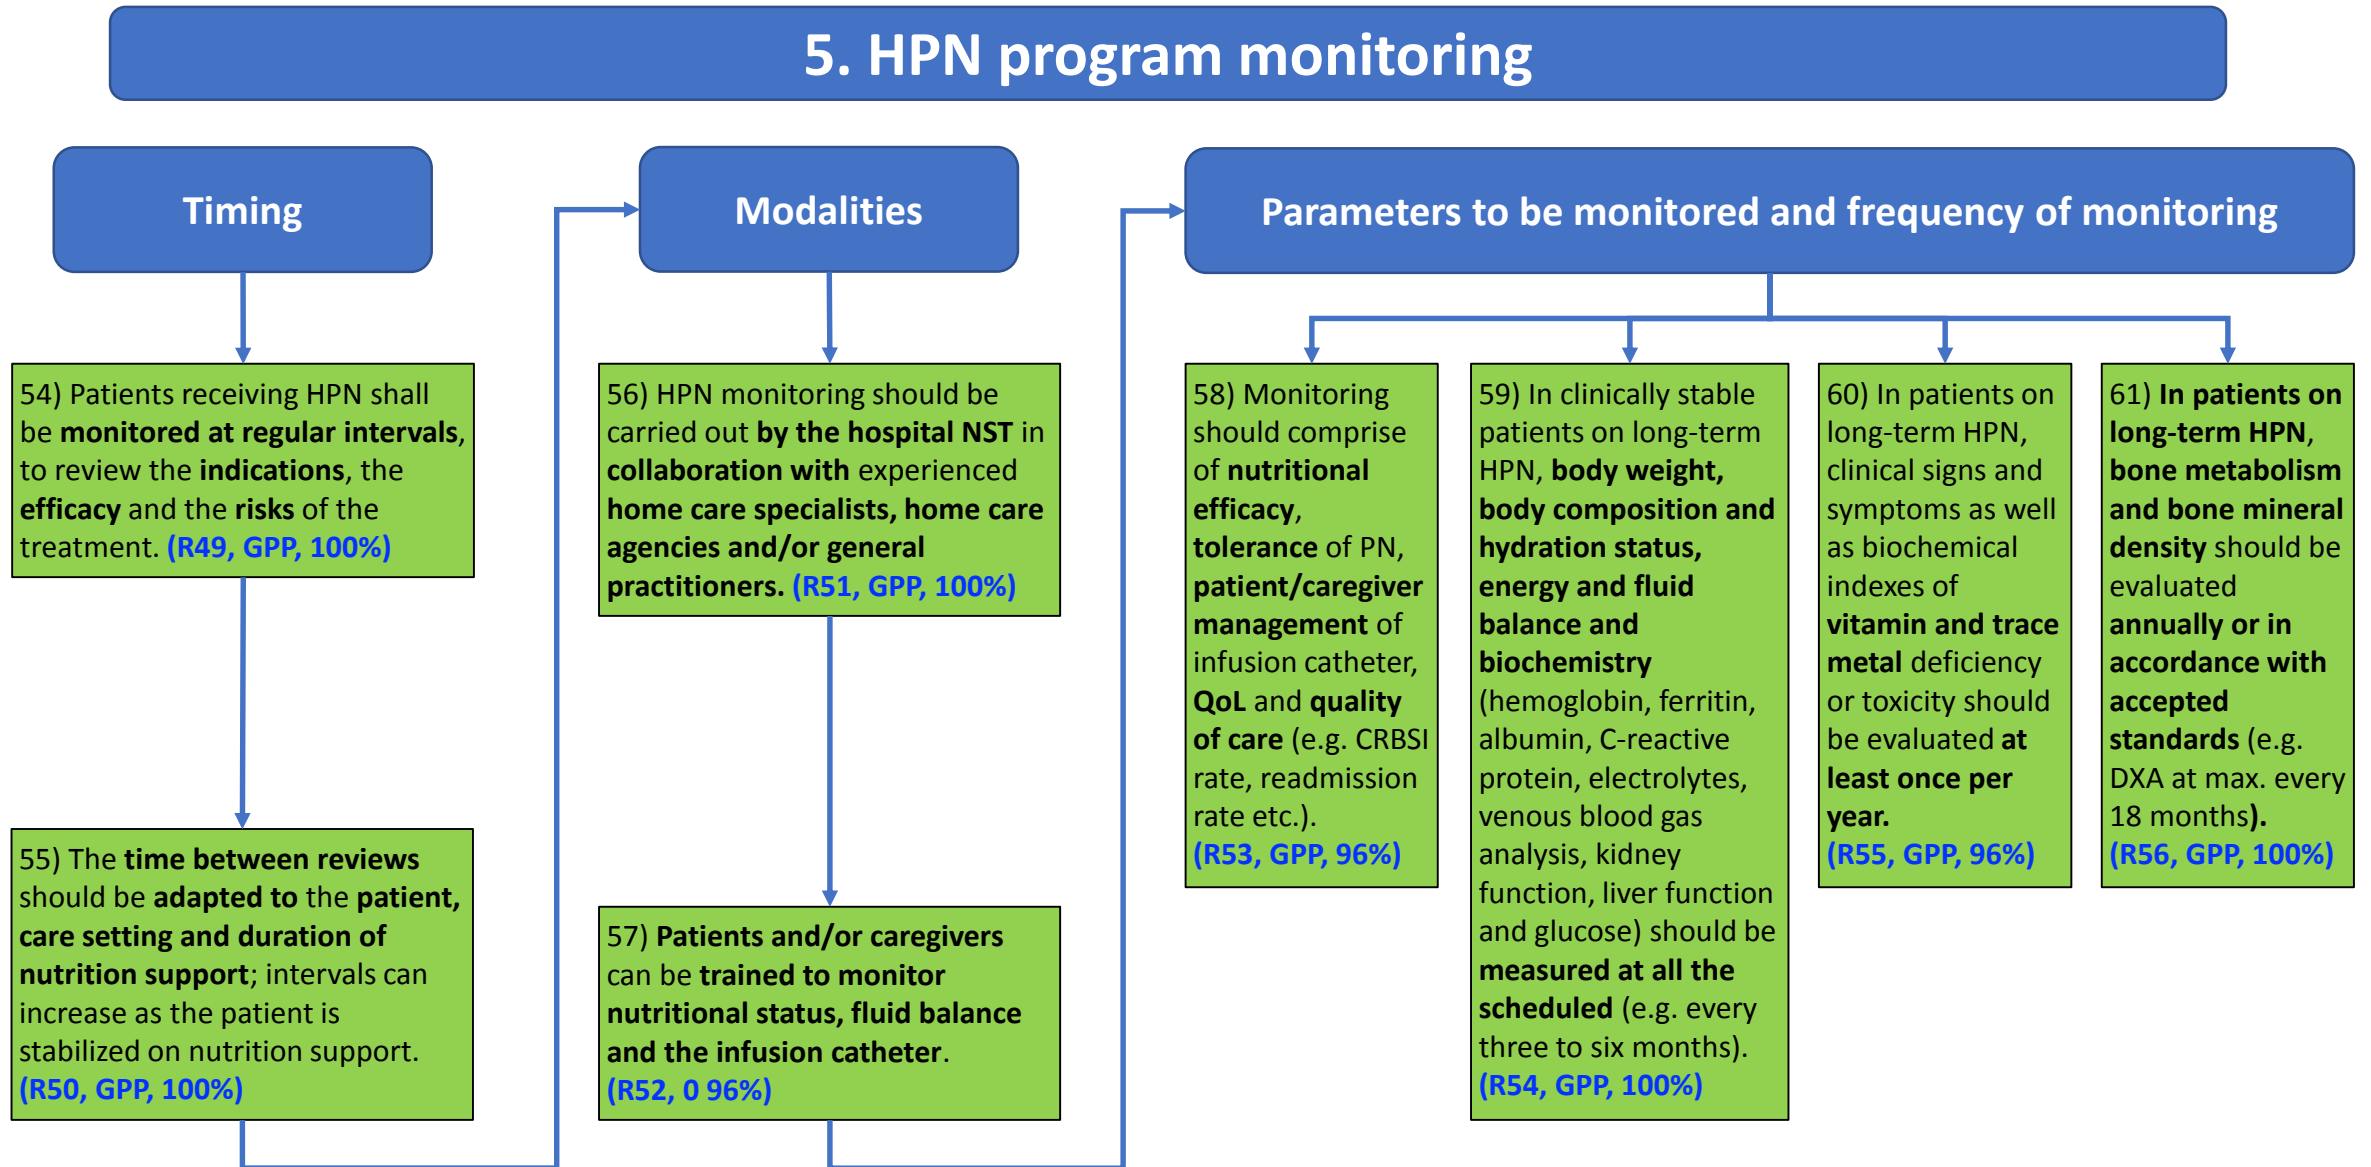 5. HPN program monitoring
Timing
54) Patients receiving HPN shall
be monitored at regular intervals,
to review the indications, the
efficacy and the risks of the
treatment. (R49, GPP, 100%)
55) The time between reviews
should be adapted to the patient,
care setting and duration of
nutrition support; intervals can
increase as the patient is
stabilized on nutrition support.
(R50, GPP, 100%)
Modalities
56) HPN monitoring should be
carried out by the hospital NST in
collaboration with experienced
home care specialists, home care
agencies and/or general
practitioners. (R51, GPP, 100%)
57) Patients and/or caregivers
can be trained to monitor
nutritional status, fluid balance
and the infusion catheter.
(R52, 0 96%)
Parameters to be monitored and frequency of monitoring
58) Monitoring
should comprise
of nutritional
efficacy,
tolerance of PN,
patient/caregiver
management of
infusion catheter,
QoL and quality
of care (e.g. CRBSI
rate, readmission
rate etc.).
(R53, GPP, 96%)
59) In clinically stable
patients on long-term
HPN, body weight,
body composition and
hydration status,
energy and fluid
balance and
biochemistry
(hemoglobin, ferritin,
albumin, C-reactive
protein, electrolytes,
venous blood gas
analysis, kidney
function, liver function
and glucose) should be
measured at all the
scheduled (e.g. every
three to six months).
(R54, GPP, 100%)
60) In patients on
long-term HPN,
clinical signs and
symptoms as well
as biochemical
indexes of
vitamin and trace
metal deficiency
or toxicity should
be evaluated at
least once per
year.
(R55, GPP, 96%)
61) In patients on
long-term HPN,
bone metabolism
and bone mineral
density should be
evaluated
annually or in
accordance with
accepted
standards (e.g.
DXA at max. every
18 months).
(R56, GPP, 100%)